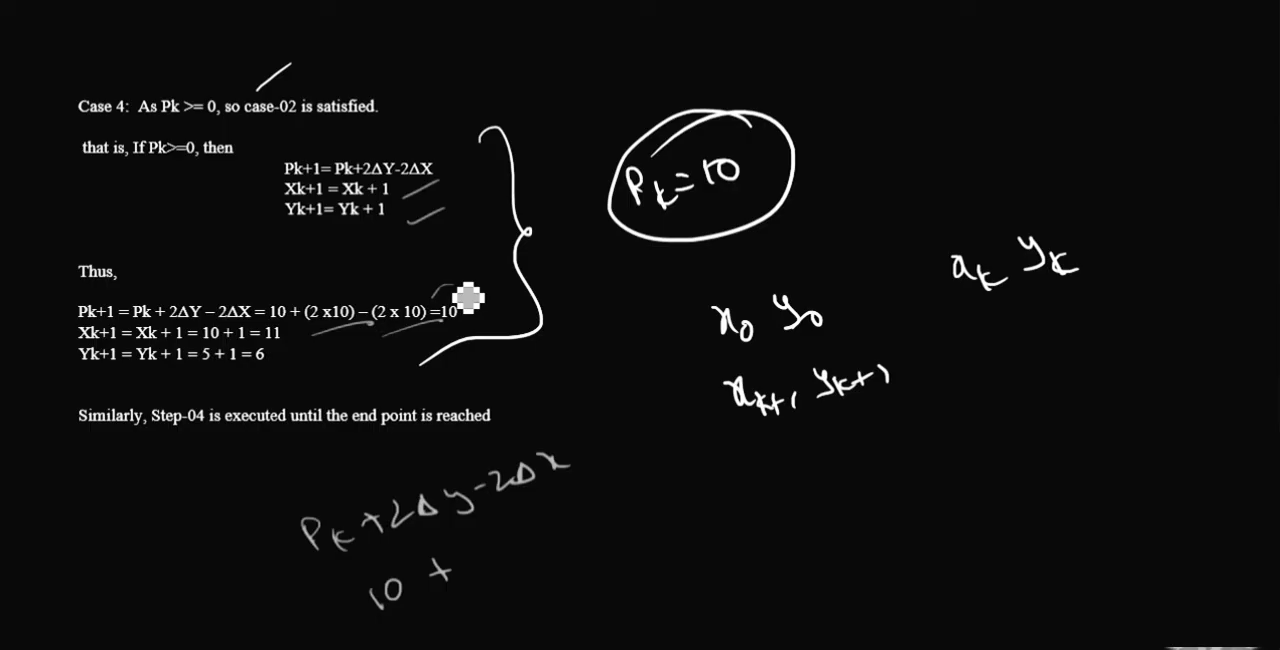 Case 4: As Pk >= 0, so case-02 is satisfied.
that is, If Pk>=0, then
Pk+1= Pk+2ΔY-2ΔX
Xk+1 = Xk + 1
Yk+1= Yk + 1
Thus,
Pk+1 = Pk + 2ΔY – 2ΔX = 10 + (2 x10) – (2 x 10) =10
Xk+1 = Xk + 1 = 10 + 1 = 11
Yk+1 = Yk + 1 = 5 + 1 = 6
Similarly, Step-04 is executed until the end point is reached
Pk = 10
xk yk
x0 y0
xk+1 yk+1
Pk + 2Δy - 2Δx
10 +